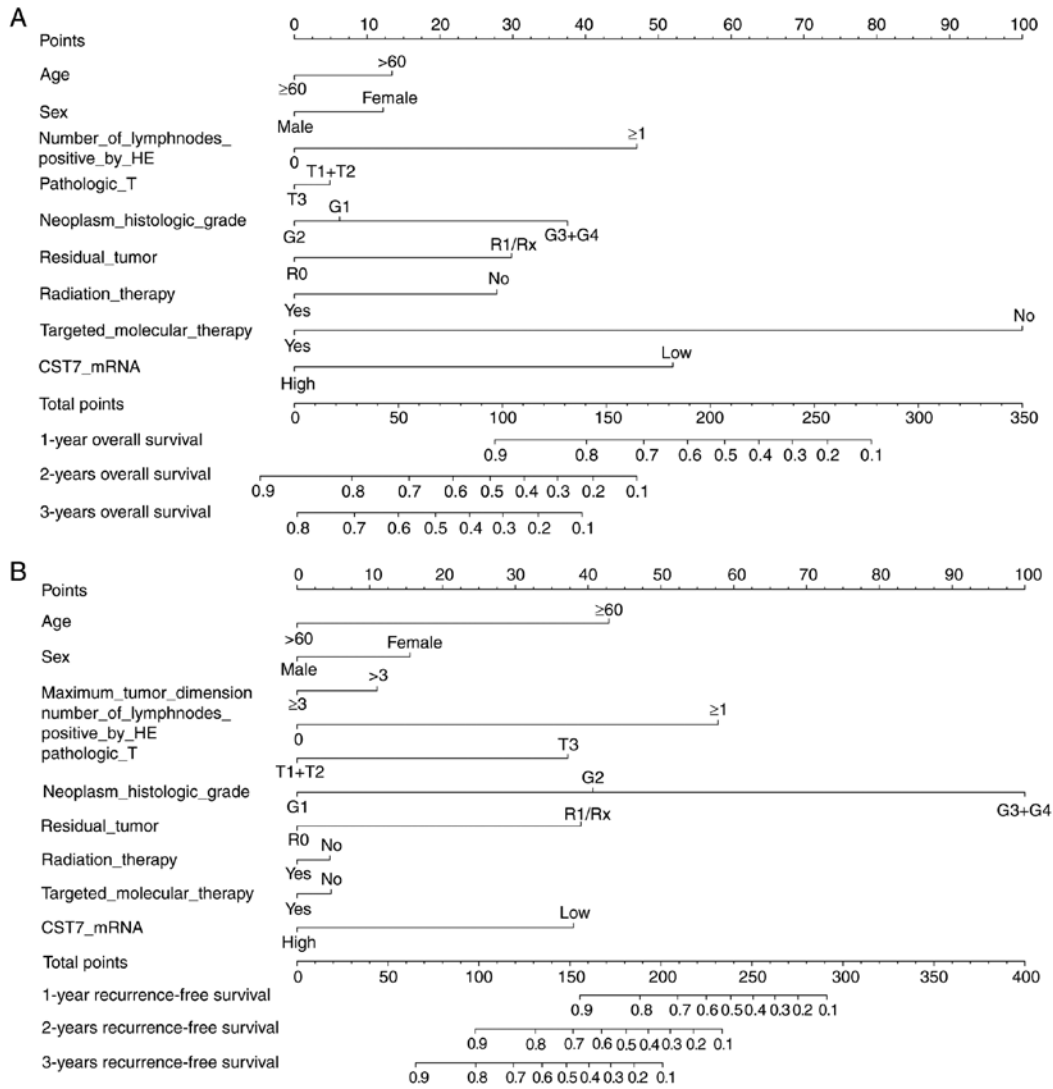 A
0 10 20 30 40 50 60 70 80 90 100
Points
>60
Age
≥60
Female
Sex
Male
Number_of_lymphnodes_
positive_by_HE
≥1
0
T1+T2
Pathologic_T
T3
G1
Neoplasm_histologic_grade
G2
G3+G4
R1/Rx
Residual_tumor
R0
No
Radiation_therapy
Yes
No
Targeted_molecular_therapy
Yes
Low
CST7_mRNA
High
Total points
0 50 100 150 200 250 300 350
1-year overall survival
0.9 0.8 0.7 0.6 0.5 0.4 0.3 0.2 0.1
2-years overall survival
0.9 0.8 0.7 0.6 0.5 0.4 0.3 0.2 0.1
3-years overall survival
0.8 0.7 0.6 0.5 0.4 0.3 0.2 0.1
B
0 10 20 30 40 50 60 70 80 90 100
Points
≥60
Age
>60
Female
Sex
Male
>3
Maximum_tumor_dimension
≥3
number_of_lymphnodes_
positive_by_HE
≥1
0
pathologic_T
T3
T1+T2
G2
Neoplasm_histologic_grade
G1
G3+G4
R1/Rx
Residual_tumor
R0
No
Radiation_therapy
Yes
No
Targeted_molecular_therapy
Yes
Low
CST7_mRNA
High
Total points
0 50 100 150 200 250 300 350 400
1-year recurrence-free survival
0.9 0.8 0.7 0.6 0.5 0.4 0.3 0.2 0.1
2-years recurrence-free survival
0.9 0.8 0.7 0.6 0.5 0.4 0.3 0.2 0.1
3-years recurrence-free survival
0.9 0.8 0.7 0.6 0.5 0.4 0.3 0.2 0.1